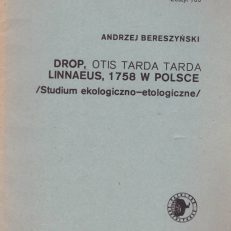 ANDRZEJ BERESZYŃSKI
DROP, OTIS TARDA TARDA
LINNAEUS, 1758 W POLSCE
/Studium ekologiczno-etologiczne/